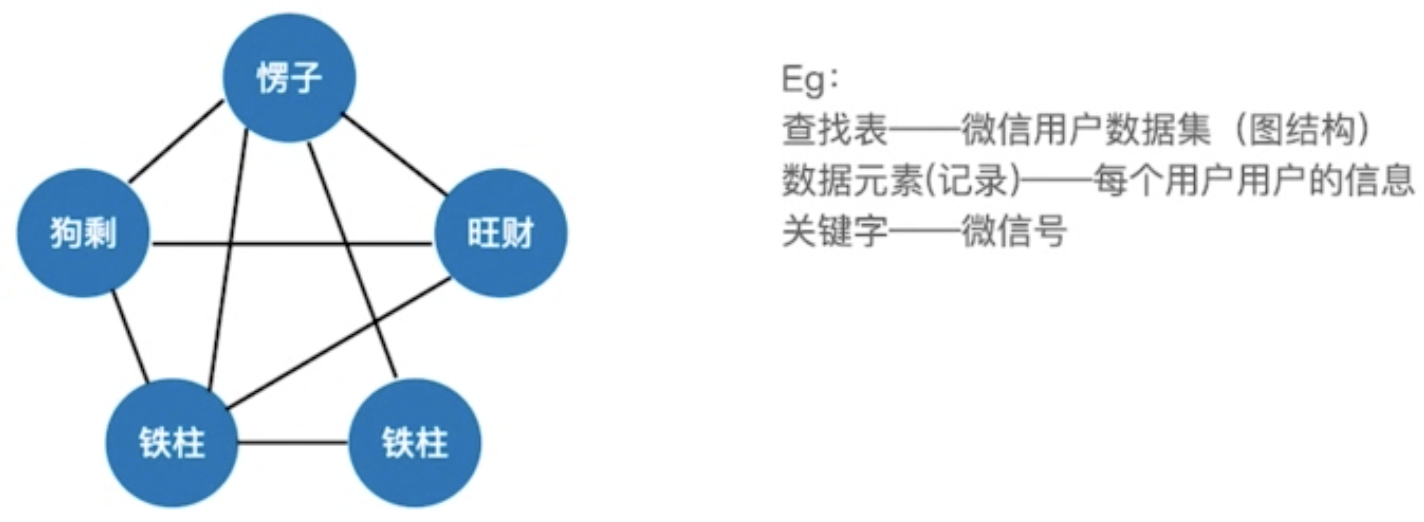 愣子
狗剩
旺财
铁柱
铁柱
Eg:
查找表——微信用户数据集（图结构）
数据元素(记录)——每个用户用户的信息
关键字——微信号